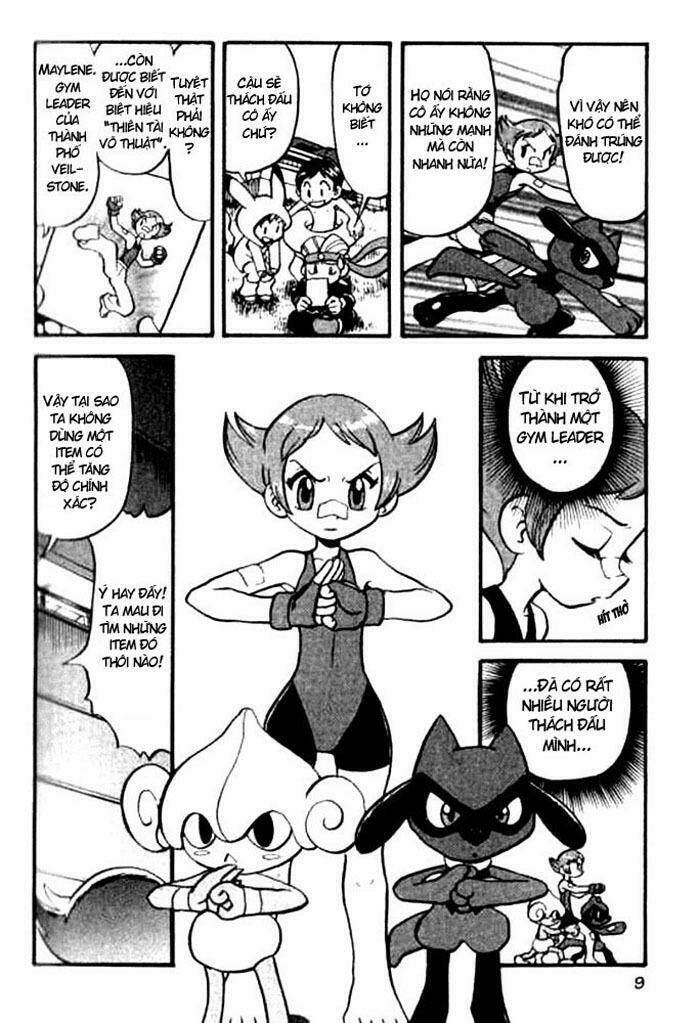 VÌ VẬY NÊN
KHÓ CÓ THỂ
ĐÁNH TRÚNG
ĐƯỢC!
HỌ NÓI RẰNG
CÔ ẤY KHÔNG
NHỮNG MẠNH
MÀ CÒN
NHANH NỮA!
TỚ
KHÔNG
BIẾT
...
CẬU SẼ
THÁCH ĐẤU
CÔ ẤY
CHỨ?
TUYỆT
THẬT
PHẢI
KHÔNG?
...CÒN
ĐƯỢC BIẾT
ĐẾN VỚI
BIỆT HIỆU
"THIÊN TÀI
VÕ THUẬT".
MAYLENE.
GYM
LEADER
CỦA
THÀNH
PHỐ
VEIL-
STONE.
TỪ KHI TRỞ
THÀNH MỘT
GYM LEADER
...
HÍT THỞ
...ĐÃ CÓ RẤT
NHIỀU NGƯỜI
THÁCH ĐẤU
MÌNH...
VẬY TẠI SAO
TA KHÔNG
DÙNG MỘT
ITEM CÓ
THỂ TĂNG
ĐỘ CHÍNH
XÁC?
Ý HAY ĐẤY!
TA MAU ĐI
TÌM NHỮNG
ITEM ĐÓ
THÔI NÀO!
9